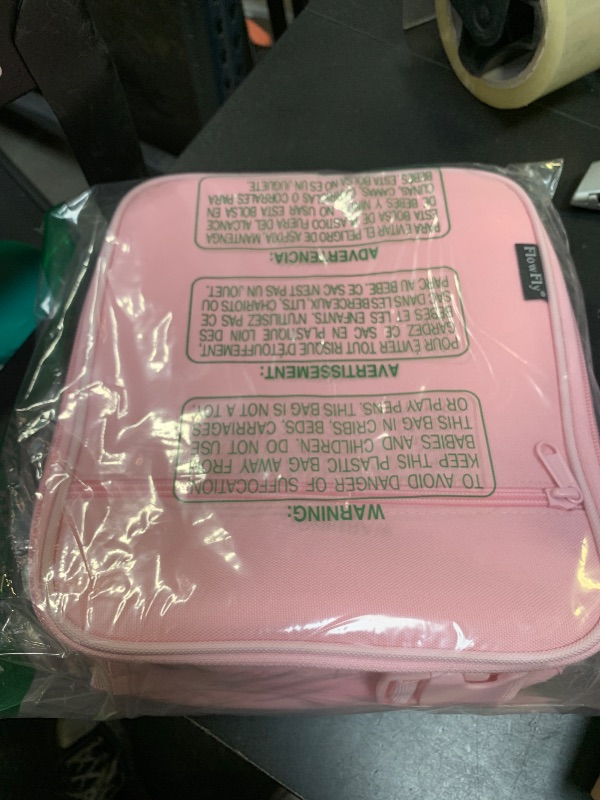 WARNING:
TO AVOID DANGER OF SUFFOCATION,
KEEP THIS PLASTIC BAG AWAY FROM
BABIES AND CHILDREN. DO NOT USE
THIS BAG IN CRIBS, BEDS, CARRIAGES
OR PLAY PENS. THIS BAG IS NOT A TOY.
AVERTISSEMENT:
POUR ÉVITER TOUT RISQUE D'ÉTOUFFEMENT,
GARDEZ CE SAC EN PLASTIQUE LOIN DES
BÉBÉS ET LES ENFANTS. N'UTILISEZ PAS CE
SAC DANS LES BERCEAUX, LITS, CHARIOTS OU
PARC AU BÉBÉ. CE SAC N'EST PAS UN JOUET.
ADVERTENCIA:
PARA EVITAR EL PELIGRO DE ASFIXIA MANTENGA
ESTA BOLSA DE PLASTICO FUERA DEL ALCANCE
DE BEBES Y NIÑOS. NO USAR ESTA BOLSA EN
CUNAS, CAMAS, CARRILLAS O CORRALES PARA
BEBES. ESTA BOLSA NO ES UN JUGUETE.
FlowFly®